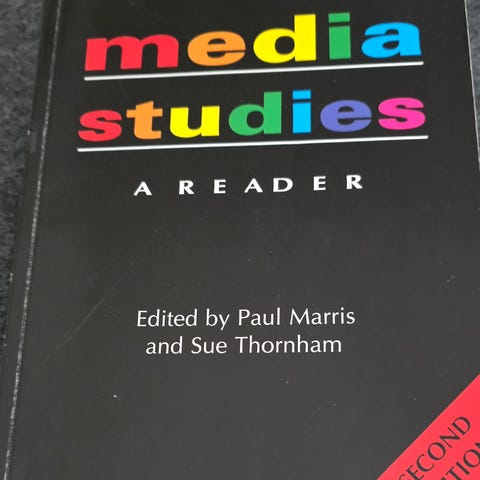 media
studies
A READER
Edited by Paul Marris
and Sue Thornham
SECOND